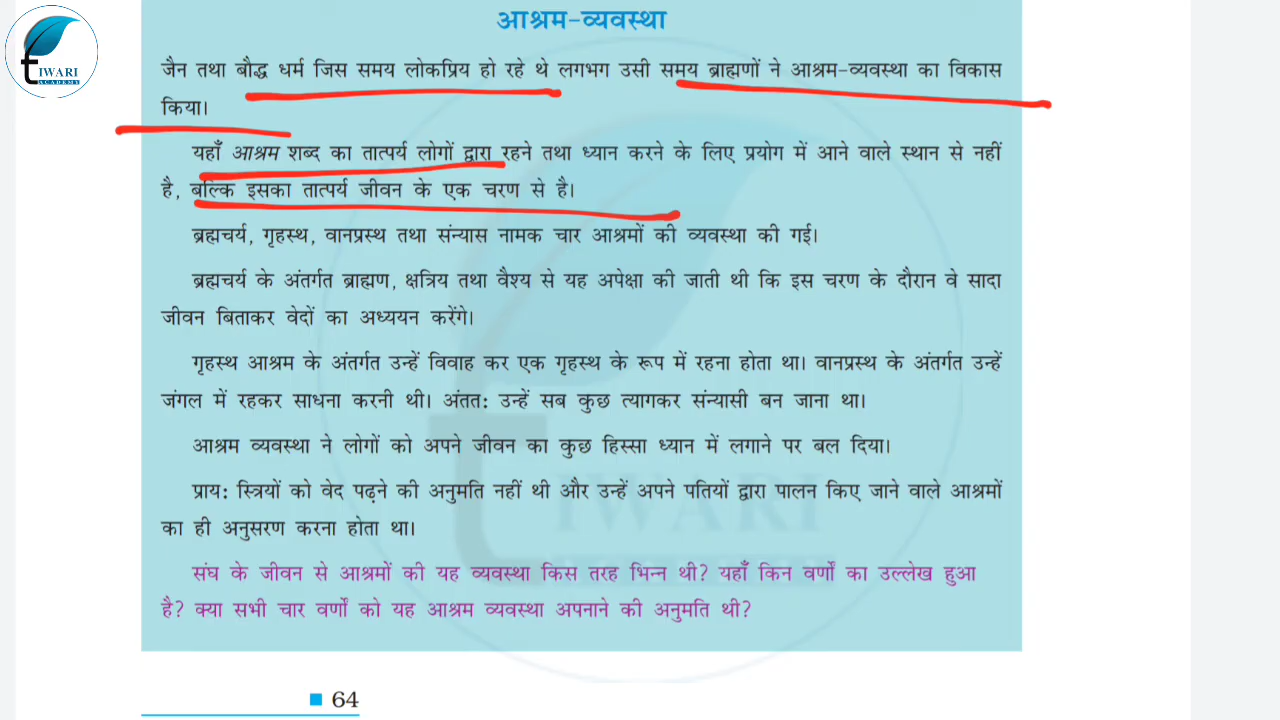 आश्रम-व्यवस्था
जैन तथा बौद्ध धर्म जिस समय लोकप्रिय हो रहे थे लगभग उसी समय ब्राह्मणों ने आश्रम-व्यवस्था का विकास
किया।
यहाँ आश्रम शब्द का तात्पर्य लोगों द्वारा रहने तथा ध्यान करने के लिए प्रयोग में आने वाले स्थान से नहीं
है, बल्कि इसका तात्पर्य जीवन के एक चरण से है।
ब्रह्मचर्य, गृहस्थ, वानप्रस्थ तथा संन्यास नामक चार आश्रमों की व्यवस्था की गई।
ब्रह्मचर्य के अंतर्गत ब्राह्मण, क्षत्रिय तथा वैश्य से यह अपेक्षा की जाती थी कि इस चरण के दौरान वे सादा
जीवन बिताकर वेदों का अध्ययन करेंगे।
गृहस्थ आश्रम के अंतर्गत उन्हें विवाह कर एक गृहस्थ के रूप में रहना होता था। वानप्रस्थ के अंतर्गत उन्हें
जंगल में रहकर साधना करनी थी। अंतत: उन्हें सब कुछ त्यागकर संन्यासी बन जाना था।
आश्रम व्यवस्था ने लोगों को अपने जीवन का कुछ हिस्सा ध्यान में लगाने पर बल दिया।
प्राय: स्त्रियों को वेद पढ़ने की अनुमति नहीं थी और उन्हें अपने पतियों द्वारा पालन किए जाने वाले आश्रमों
का ही अनुसरण करना होता था।
संघ के जीवन से आश्रमों की यह व्यवस्था किस तरह भिन्न थी? यहाँ किन वर्णों का उल्लेख हुआ
है? क्या सभी चार वर्णों को यह आश्रम व्यवस्था अपनाने की अनुमति थी?
64
tIWARI
ACADEMY
IWARI
ACADEMY